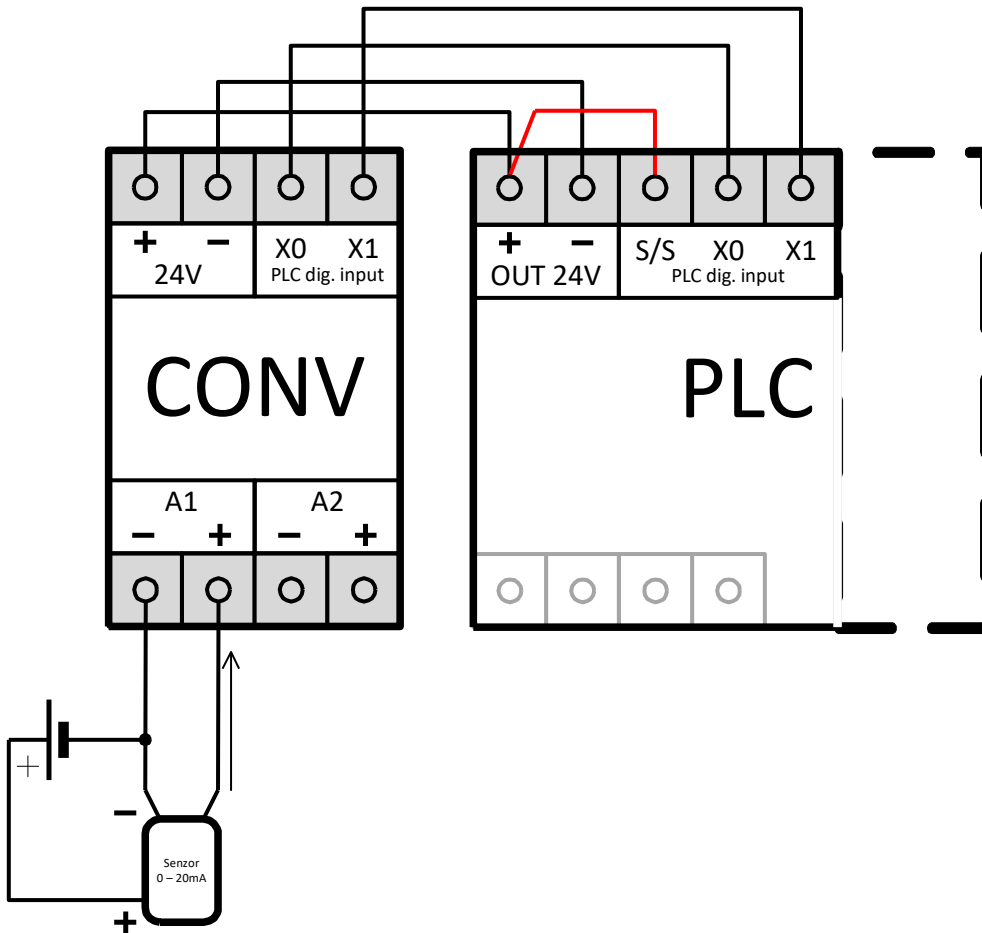 + − X0 X1
24V PLC dig. input
+ − S/S X0 X1
OUT 24V PLC dig. input
CONV
PLC
A1 A2
− + − +
+
−
Senzor
0 – 20mA
+